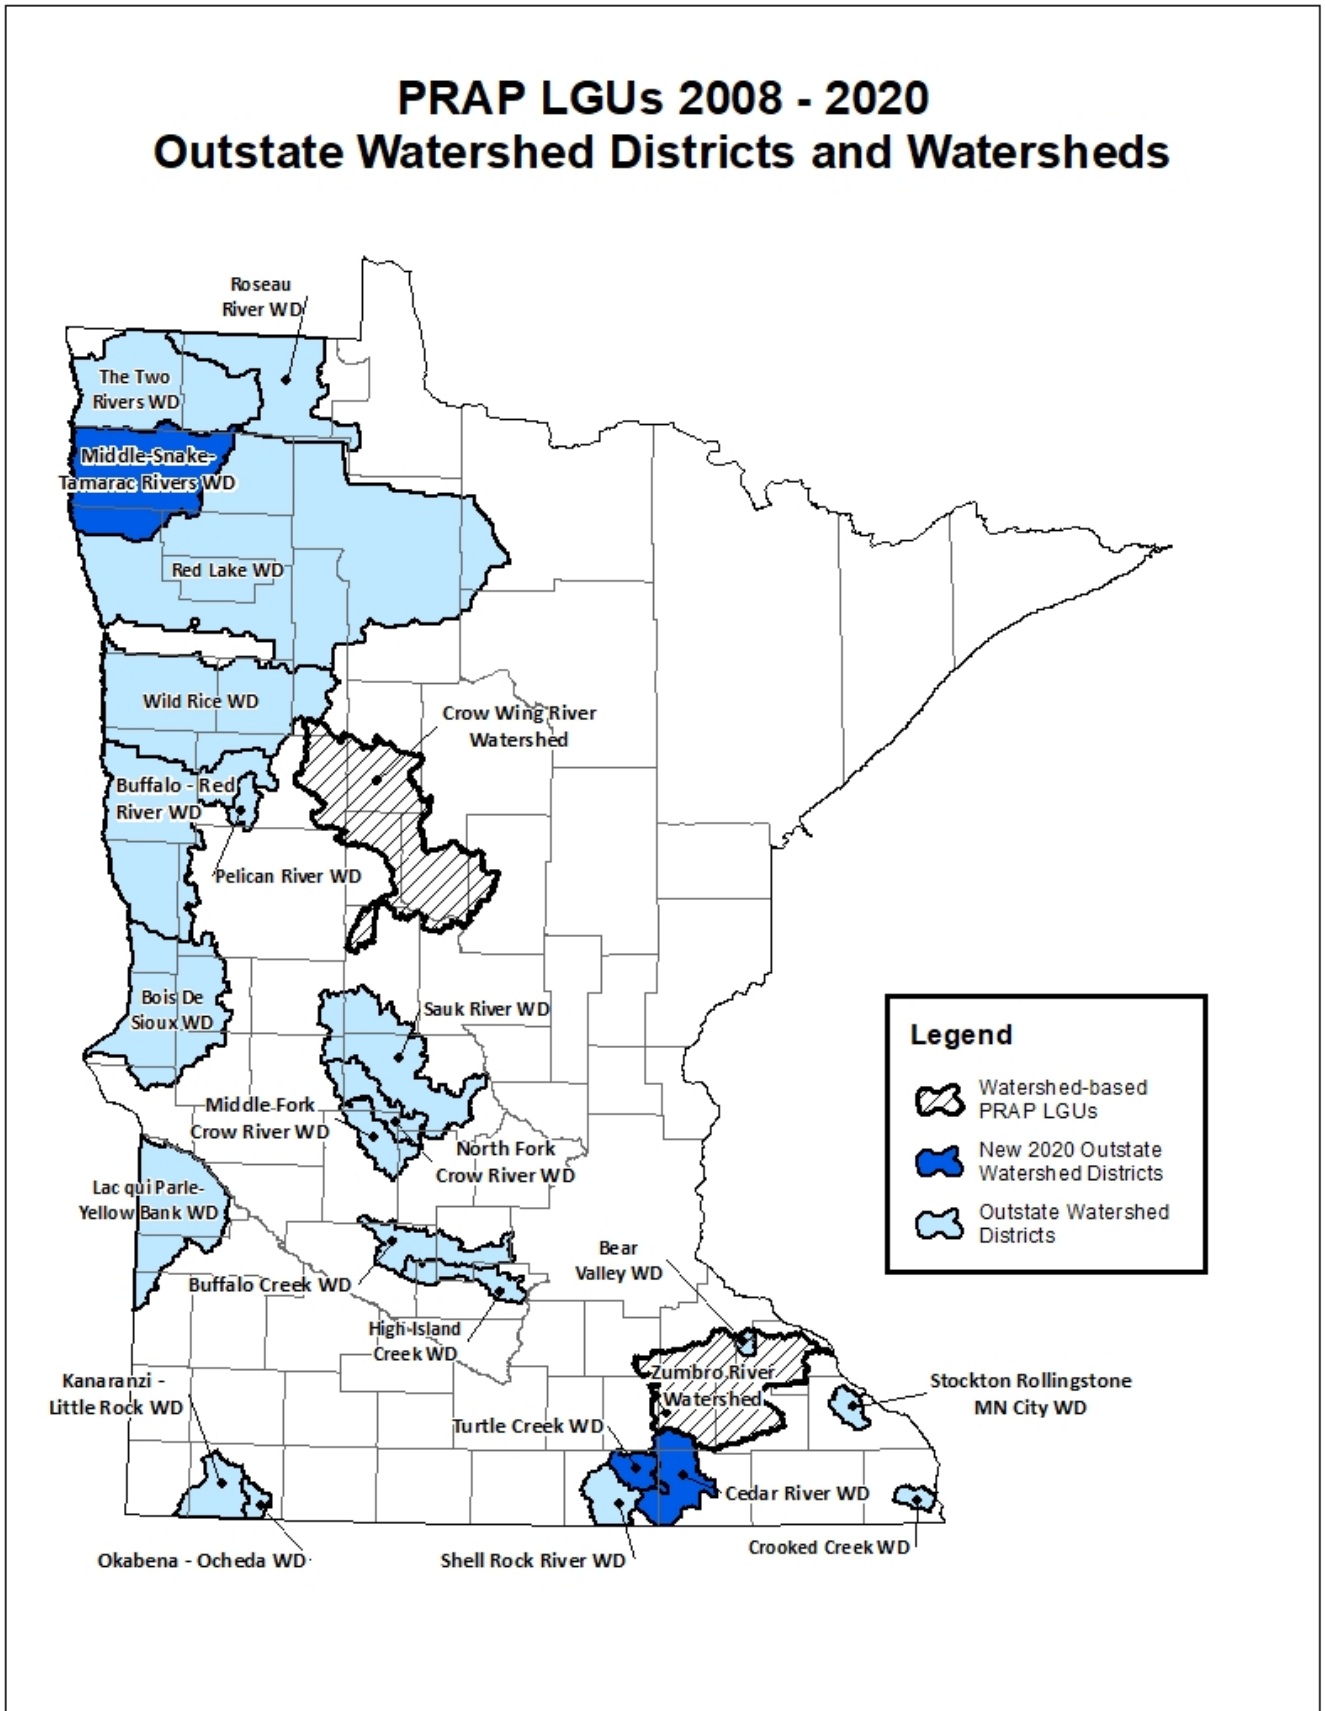 PRAP LGUs 2008 - 2020
Outstate Watershed Districts and Watersheds
Roseau
River WD
The Two
Rivers WD
Middle-Snake-
Tamarac Rivers WD
Red Lake WD
Wild Rice WD
Crow Wing River
Watershed
Buffalo - Red
River WD
Pelican River WD
Bois De
Sioux WD
Sauk River WD
Middle Fork
Crow River WD
North Fork
Crow River WD
Lac qui Parle-
Yellow Bank WD
Buffalo Creek WD
Bear
Valley WD
High Island
Creek WD
Zumbro River
Watershed
Kanaranzi -
Little Rock WD
Stockton Rollingstone
MN City WD
Turtle Creek WD
Cedar River WD
Okabena - Ocheda WD
Shell Rock River WD
Crooked Creek WD
Legend
Watershed-based
PRAP LGUs
New 2020 Outstate
Watershed Districts
Outstate Watershed
Districts